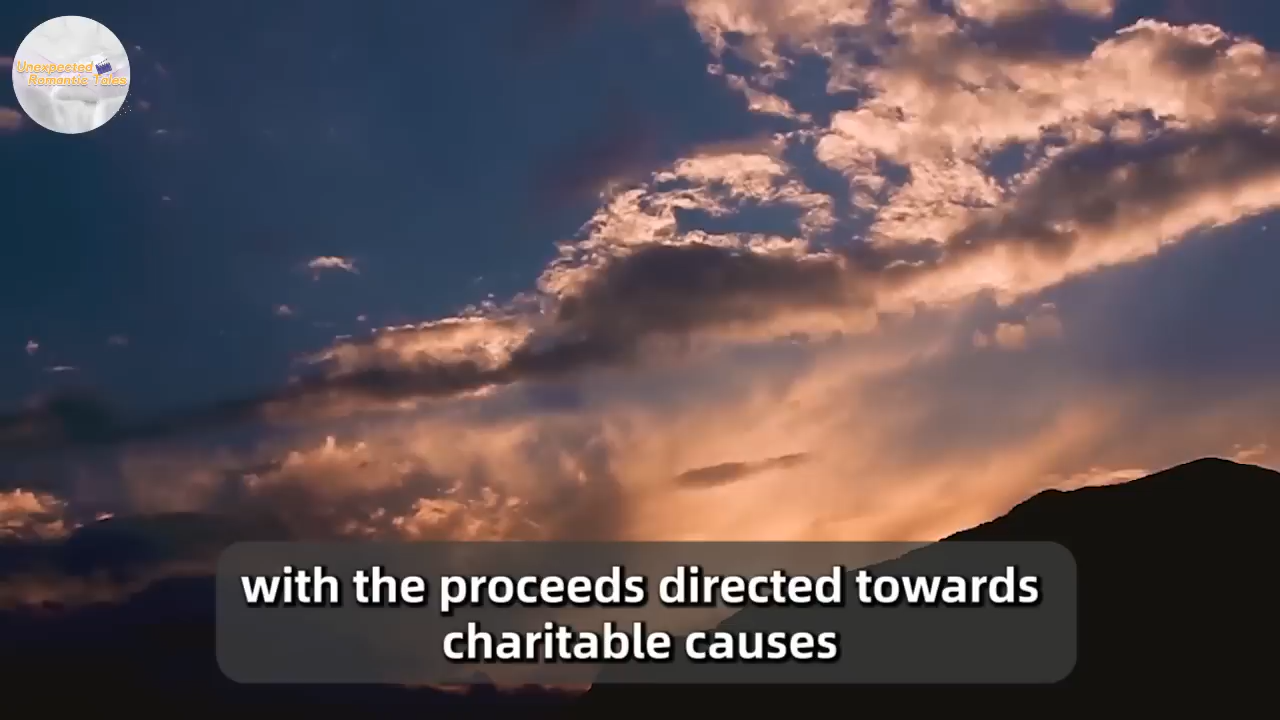 Unexpected
Romantic Tales
with the proceeds directed towards
charitable causes